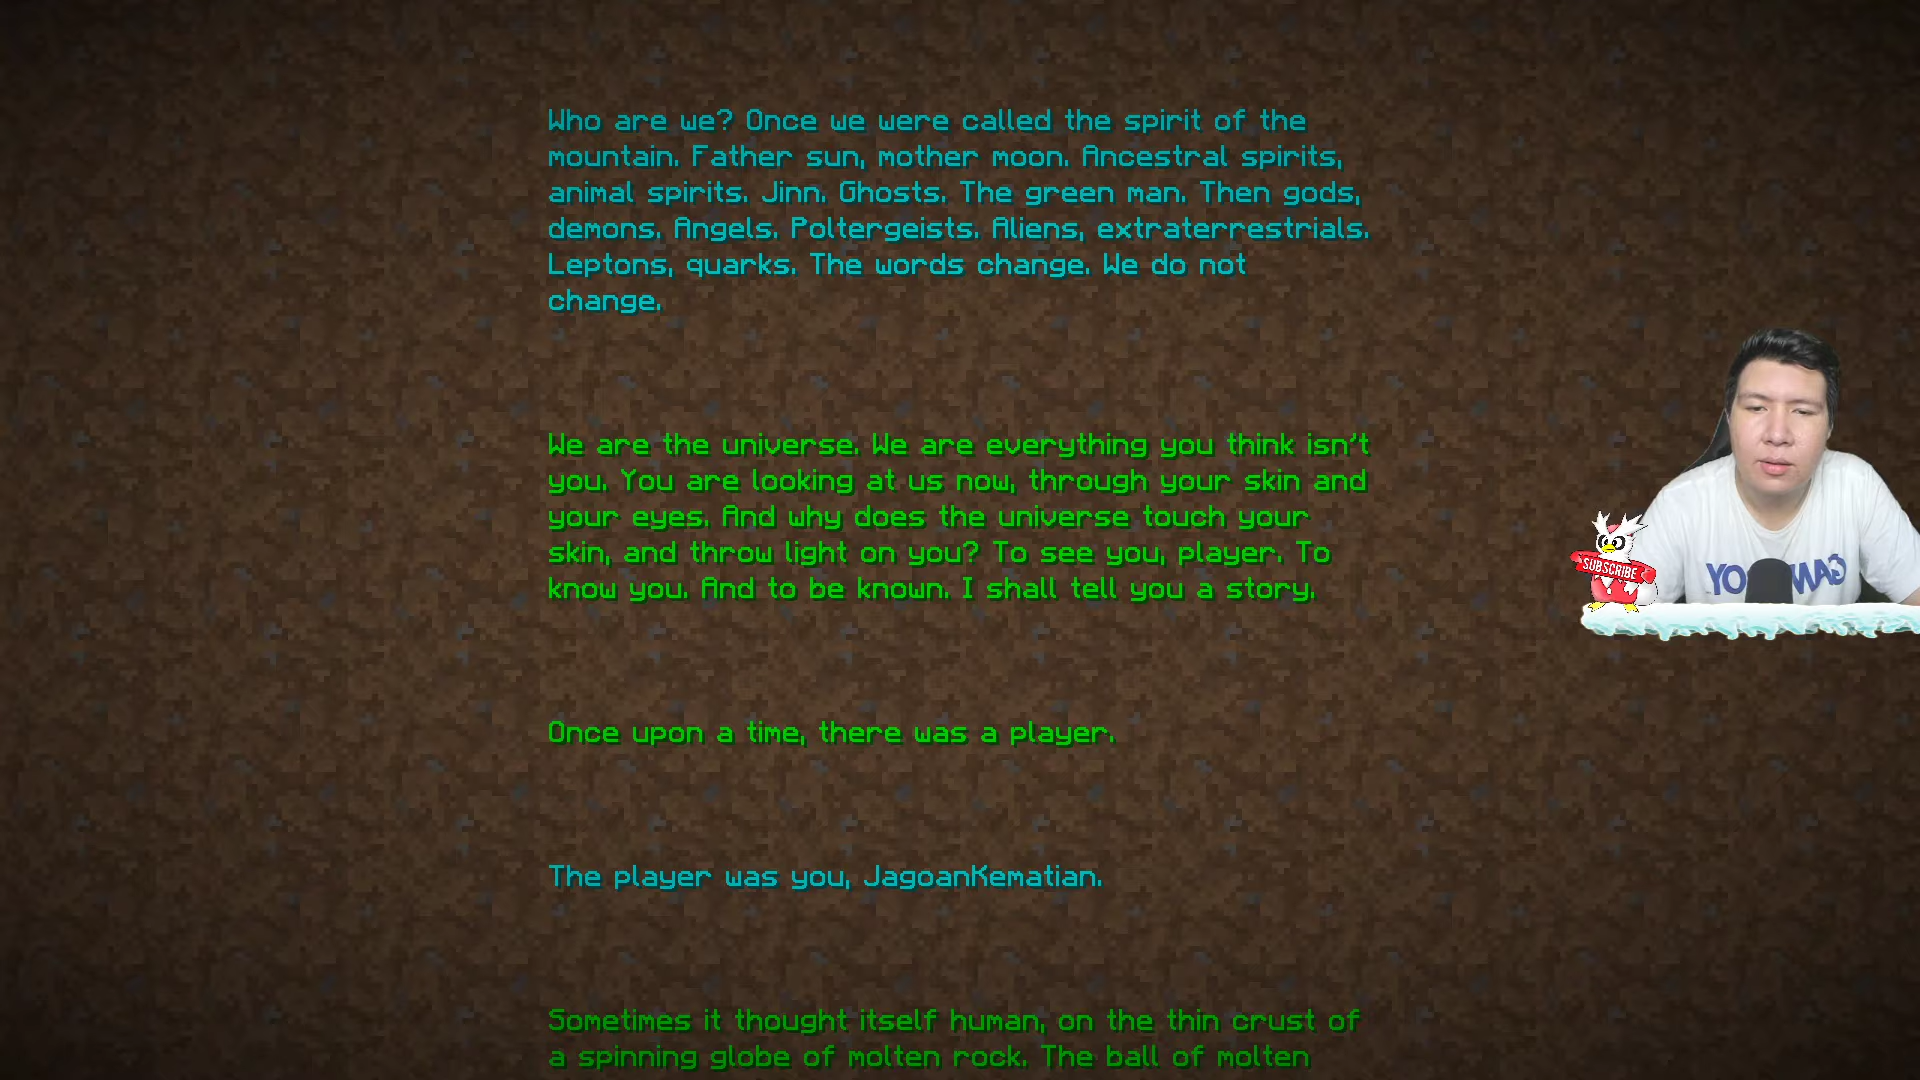 Who are we? Once we were called the spirit of the
mountain. Father sun, mother moon. Ancestral spirits,
animal spirits. Jinn. Ghosts. The green man. Then gods,
demons. Angels. Poltergeists. Aliens, extraterrestrials.
Leptons, quarks. The words change. We do not
change.
We are the universe. We are everything you think isn't
you. You are looking at us now, through your skin and
your eyes. And why does the universe touch your
skin, and throw light on you? To see you, player. To
know you. And to be known. I shall tell you a story.
Once upon a time, there was a player.
The player was you, JagoanKematian.
Sometimes it thought itself human, on the thin crust of
a spinning globe of molten rock. The ball of molten
SUBSCRIBE